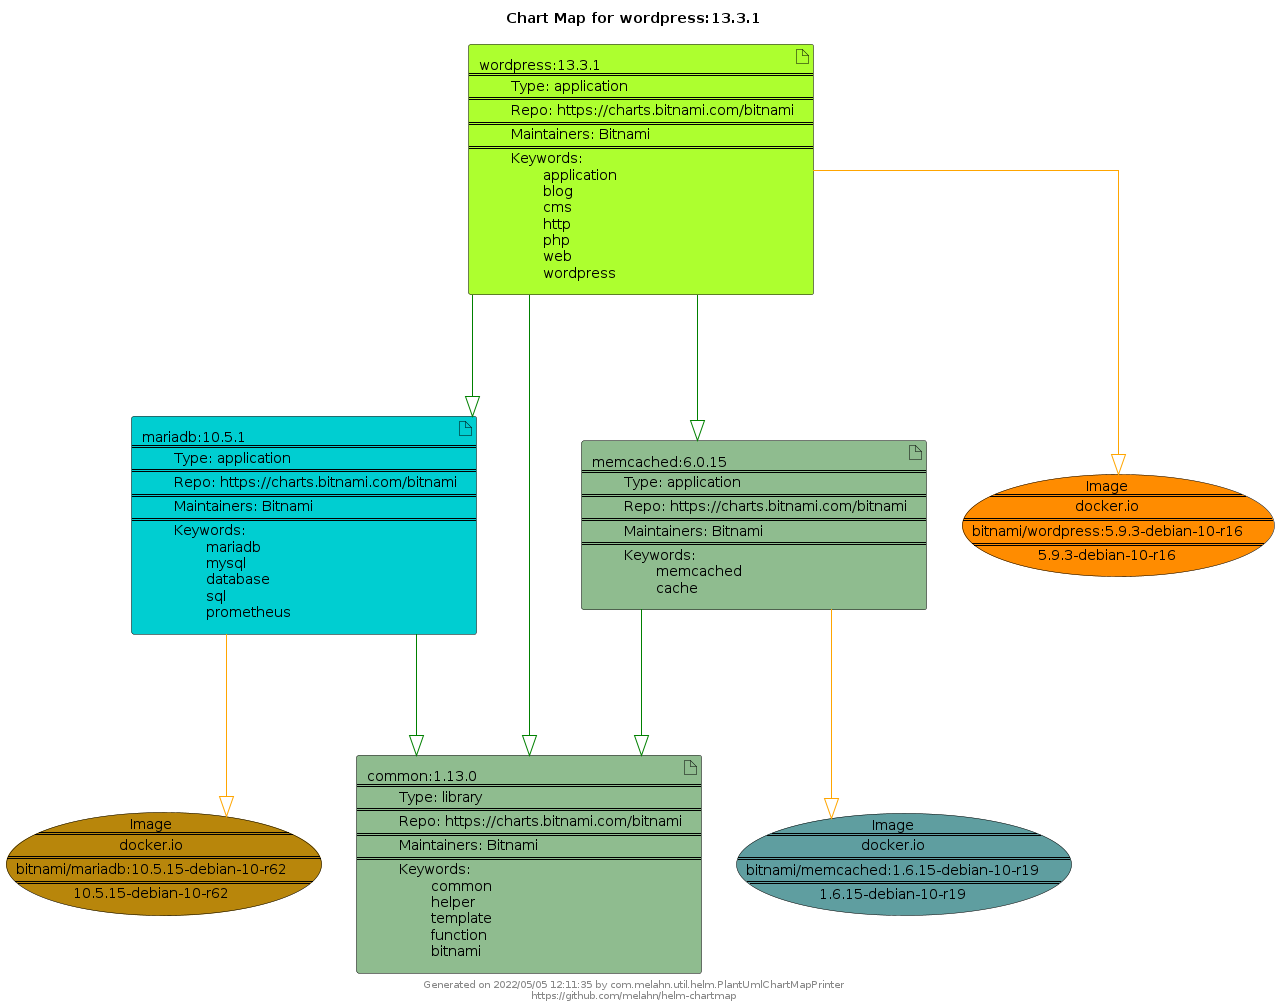 Chart Map for wordpress:13.3.1
wordpress:13.3.1
Type: application
Repo: https://charts.bitnami.com/bitnami
Maintainers: Bitnami
Keywords:
application
blog
cms
http
php
web
wordpress
mariadb:10.5.1
Type: application
Repo: https://charts.bitnami.com/bitnami
Maintainers: Bitnami
Keywords:
mariadb
mysql
database
sql
prometheus
memcached:6.0.15
Type: application
Repo: https://charts.bitnami.com/bitnami
Maintainers: Bitnami
Keywords:
memcached
cache
Image
docker.io
bitnami/wordpress:5.9.3-debian-10-r16
5.9.3-debian-10-r16
Image
docker.io
bitnami/mariadb:10.5.15-debian-10-r62
10.5.15-debian-10-r62
common:1.13.0
Type: library
Repo: https://charts.bitnami.com/bitnami
Maintainers: Bitnami
Keywords:
common
helper
template
function
bitnami
Image
docker.io
bitnami/memcached:1.6.15-debian-10-r19
1.6.15-debian-10-r19
Generated on 2022/05/05 12:11:35 by com.melahn.util.helm.PlantUmlChartMapPrinter
https://github.com/melahn/helm-chartmap